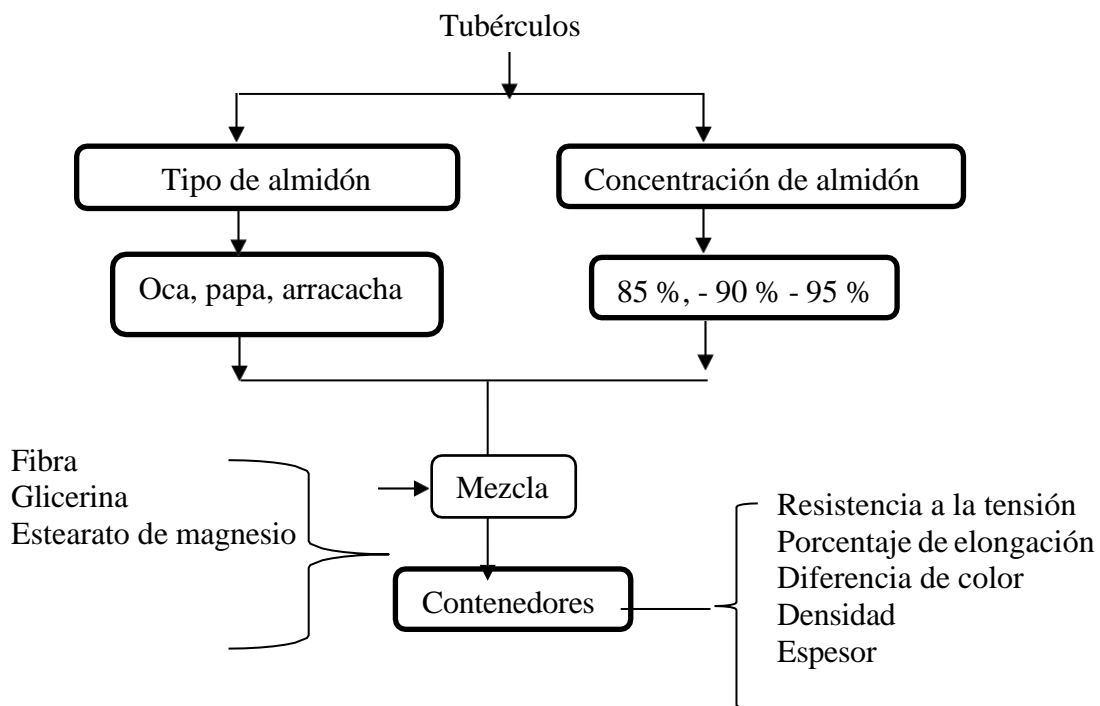 Tubérculos
Tipo de almidón
Concentración de almidón
Oca, papa, arracacha
85 %, - 90 % - 95 %
Fibra
Glicerina
Estearato de magnesio
Mezcla
Contenedores
Resistencia a la tensión
Porcentaje de elongación
Diferencia de color
Densidad
Espesor